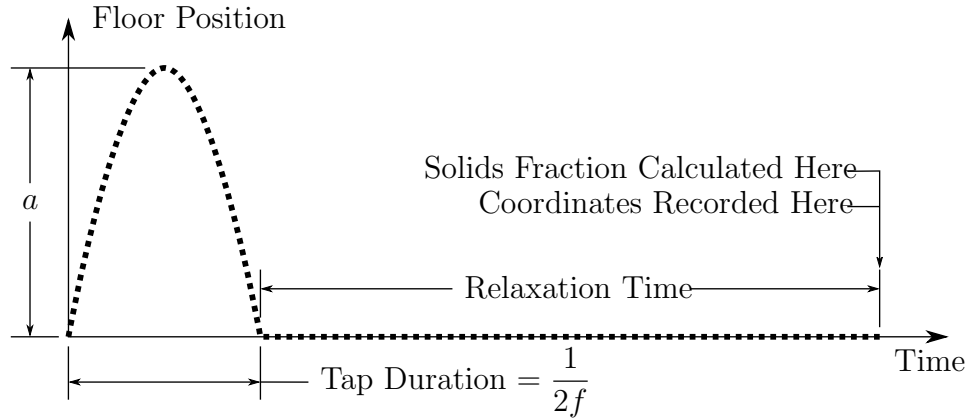 Floor Position
a
Solids Fraction Calculated Here
Coordinates Recorded Here
Relaxation Time
Time
Tap Duration = 1/2f